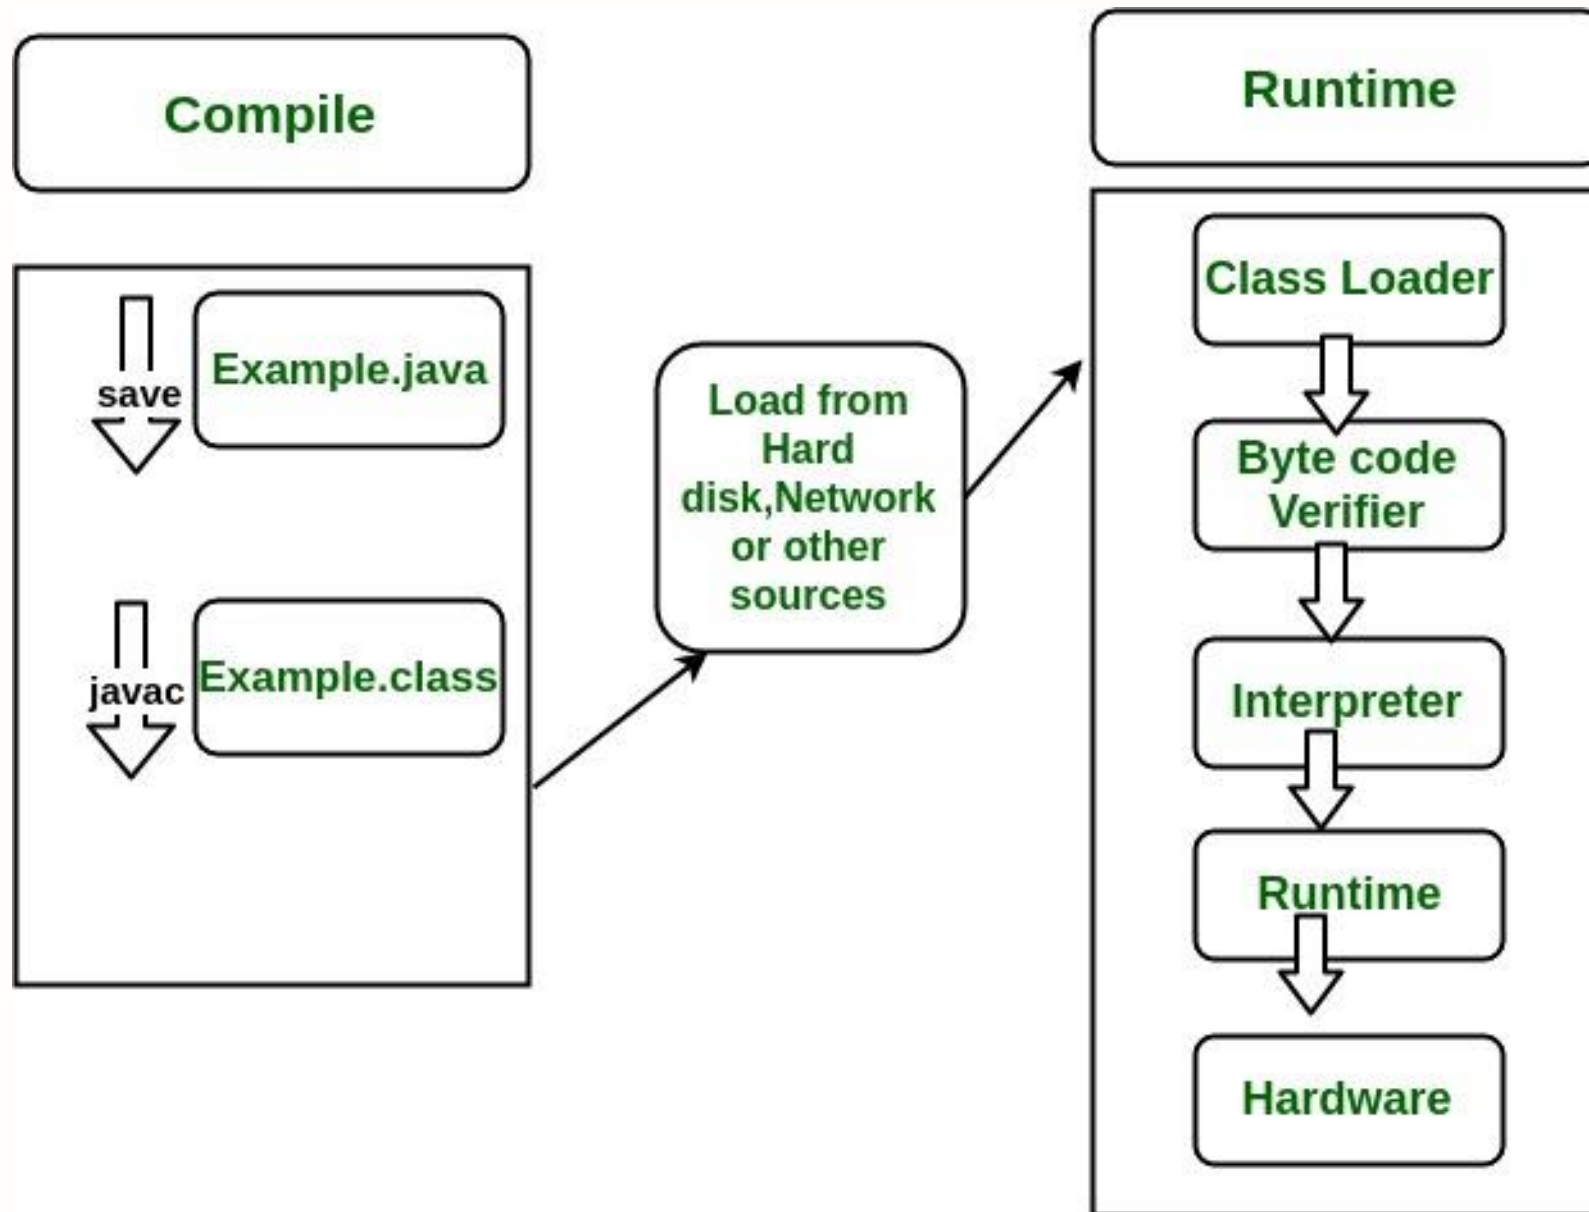 Compile
save
Example.java
javac
Example.class
Load from
Hard
disk,Network
or other
sources
Runtime
Class Loader
Byte code
Verifier
Interpreter
Runtime
Hardware